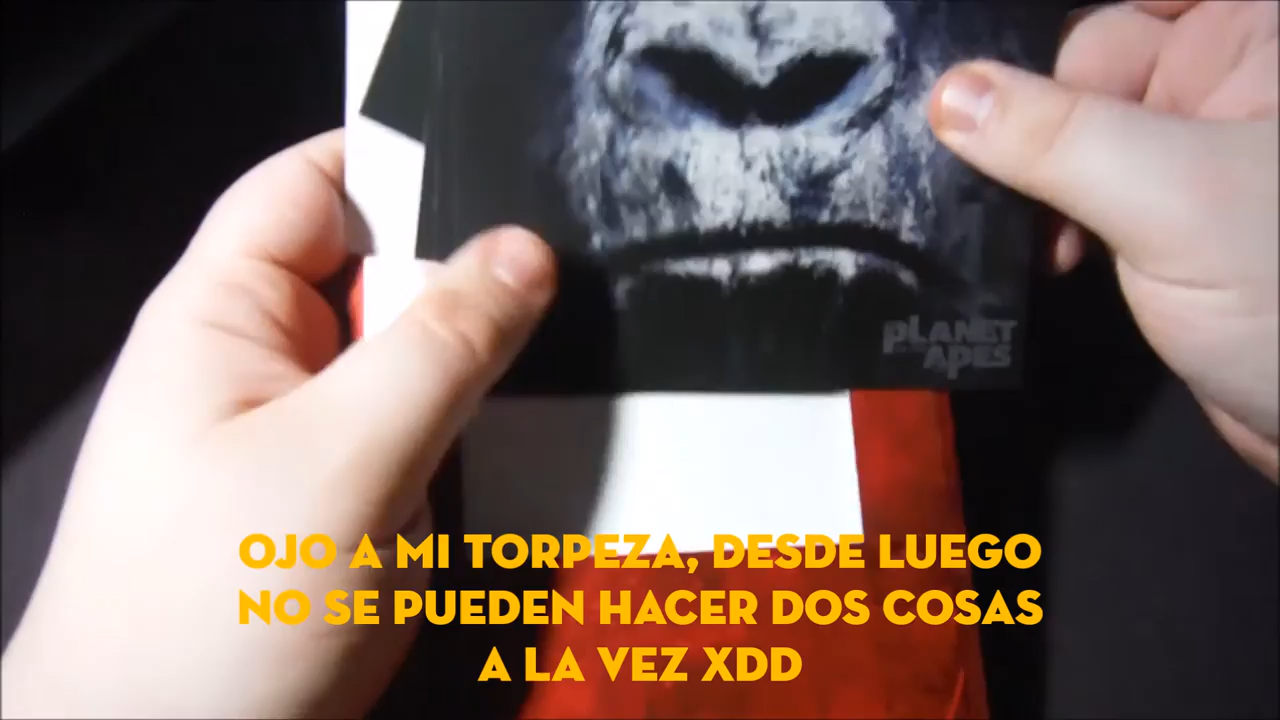 PLANET
APES
OJO A MI TORPEZA, DESDE LUEGO
NO SE PUEDEN HACER DOS COSAS
A LA VEZ XDD